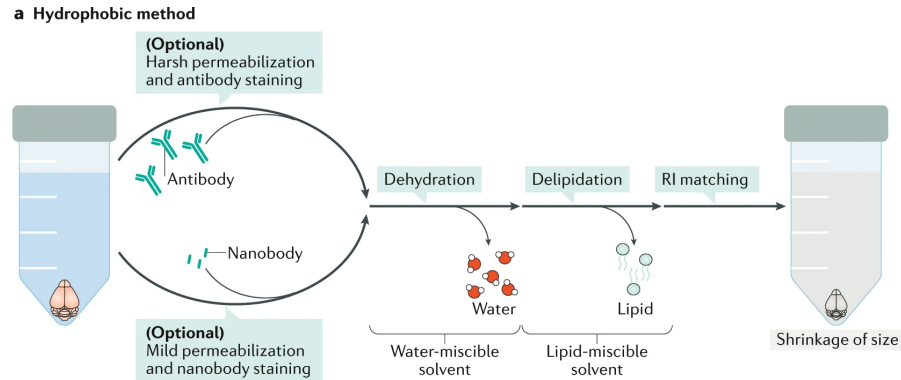 a Hydrophobic method
(Optional)
Harsh permeabilization
and antibody staining
Antibody
Nanobody
(Optional)
Mild permeabilization
and nanobody staining
Dehydration
Delipidation
RI matching
Water
Lipid
Water-miscible
solvent
Lipid-miscible
solvent
Shrinkage of size